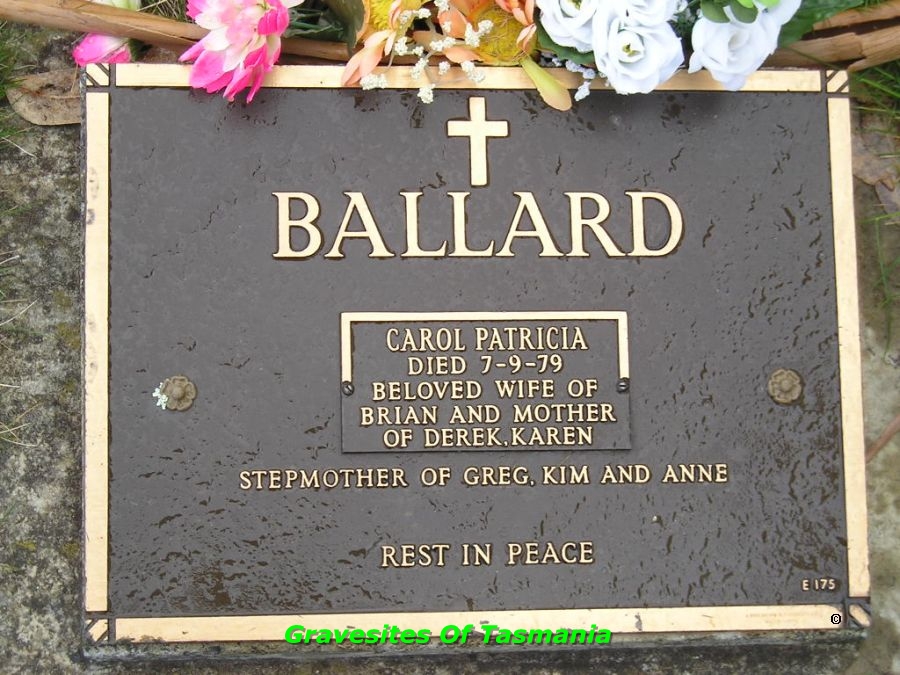 BALLARD
CAROL PATRICIA
DIED 7-9-79
BELOVED WIFE OF
BRIAN AND MOTHER
OF DEREK, KAREN
STEPMOTHER OF GREG, KIM AND ANNE
REST IN PEACE
E 175
©
Gravesites Of Tasmania